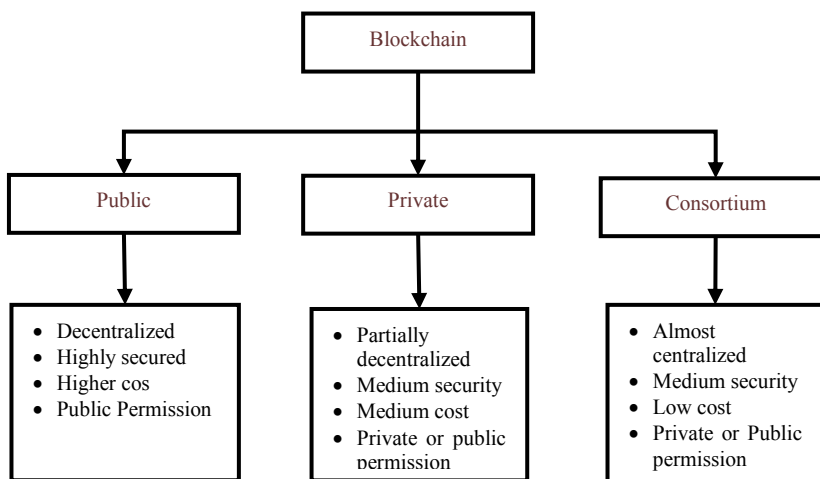 Blockchain
Public
Private
Consortium
• Decentralized
• Highly secured
• Higher cos
• Public Permission
• Partially
decentralized
• Medium security
• Medium cost
• Private or public
permission
• Almost
centralized
• Medium security
• Low cost
• Private or Public
permission